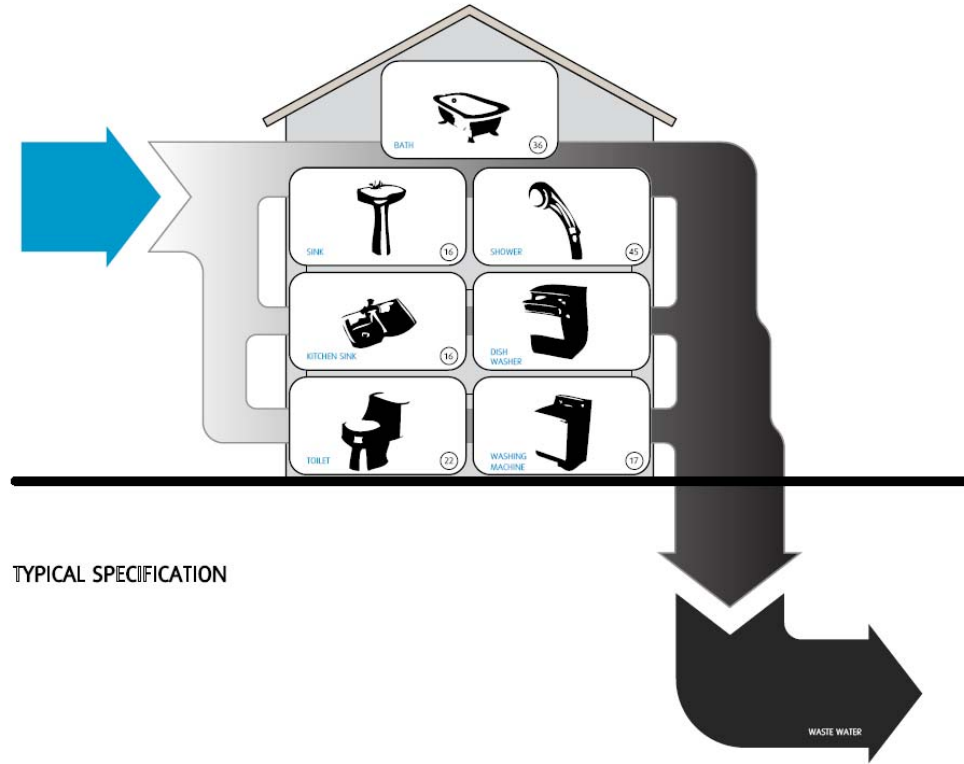 BATH
36
SINK
16
SHOWER
45
KITCHEN SINK
16
DISH
WASHER
TOILET
22
WASHING
MACHINE
17
TYPICAL SPECIFICATION
WASTE WATER